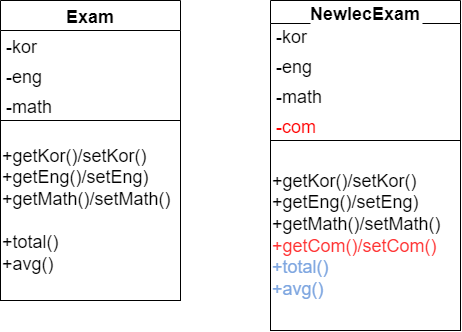 Exam
-kor
-eng
-math
+getKor()/setKor()
+getEng()/setEng)
+getMath()/setMath()
+total()
+avg()
NewlecExam
-kor
-eng
-math
-com
+getKor()/setKor()
+getEng()/setEng)
+getMath()/setMath()
+getCom()/setCom()
+total()
+avg()